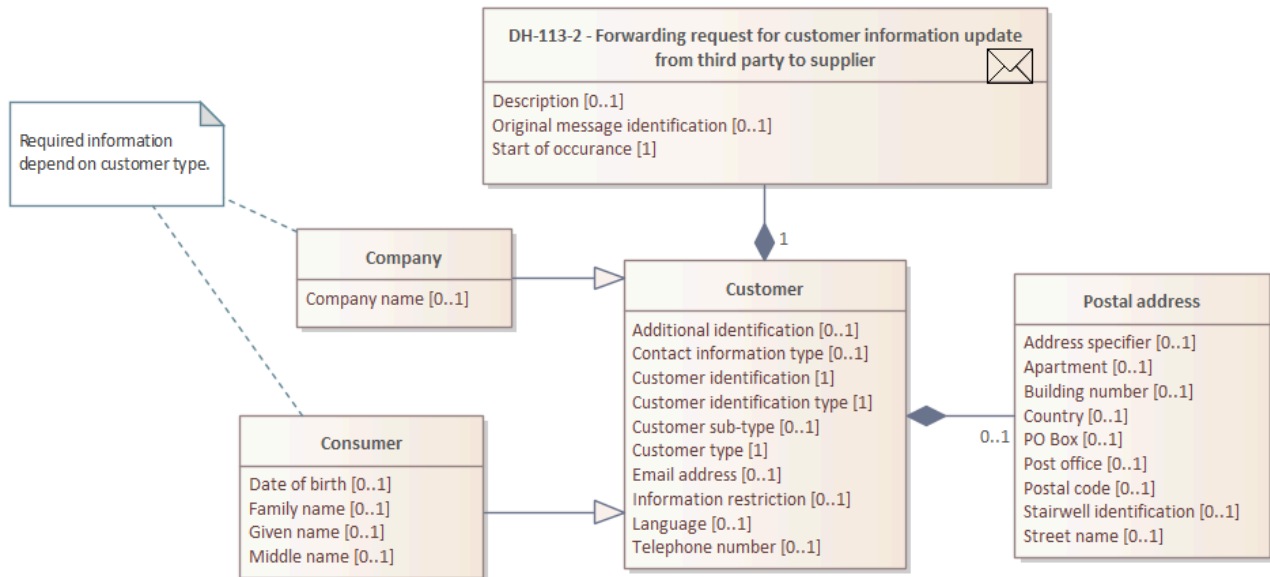 DH-113-2 - Forwarding request for customer information update
from third party to supplier
Description [0..1]
Original message identification [0..1]
Start of occurance [1]
Required information
depend on customer type.
1
Company
Company name [0..1]
Customer
Additional identification [0..1]
Contact information type [0..1]
Customer identification [1]
Customer identification type [1]
Customer sub-type [0..1]
Customer type [1]
Email address [0..1]
Information restriction [0..1]
Language [0..1]
Telephone number [0..1]
Postal address
Address specifier [0..1]
Apartment [0..1]
Building number [0..1]
Country [0..1]
PO Box [0..1]
Post office [0..1]
Postal code [0..1]
Stairwell identification [0..1]
Street name [0..1]
0..1
Consumer
Date of birth [0..1]
Family name [0..1]
Given name [0..1]
Middle name [0..1]